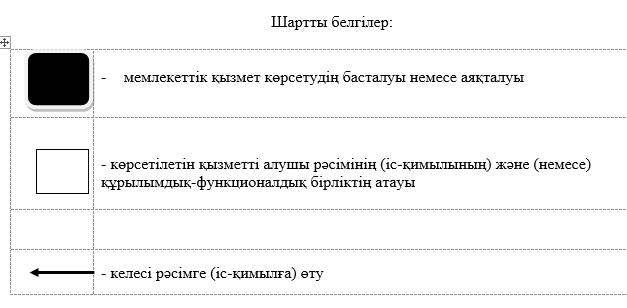 Шартты белгілер:
- мемлекеттік қызмет көрсетудің басталуы немесе аяқталуы
- көрсетілетін қызметті алушы рәсімінің (іс-қимылының) және (немесе)
құрылымдық-функционалдық бірліктің атауы
- келесі рәсімге (іс-қимылға) өту